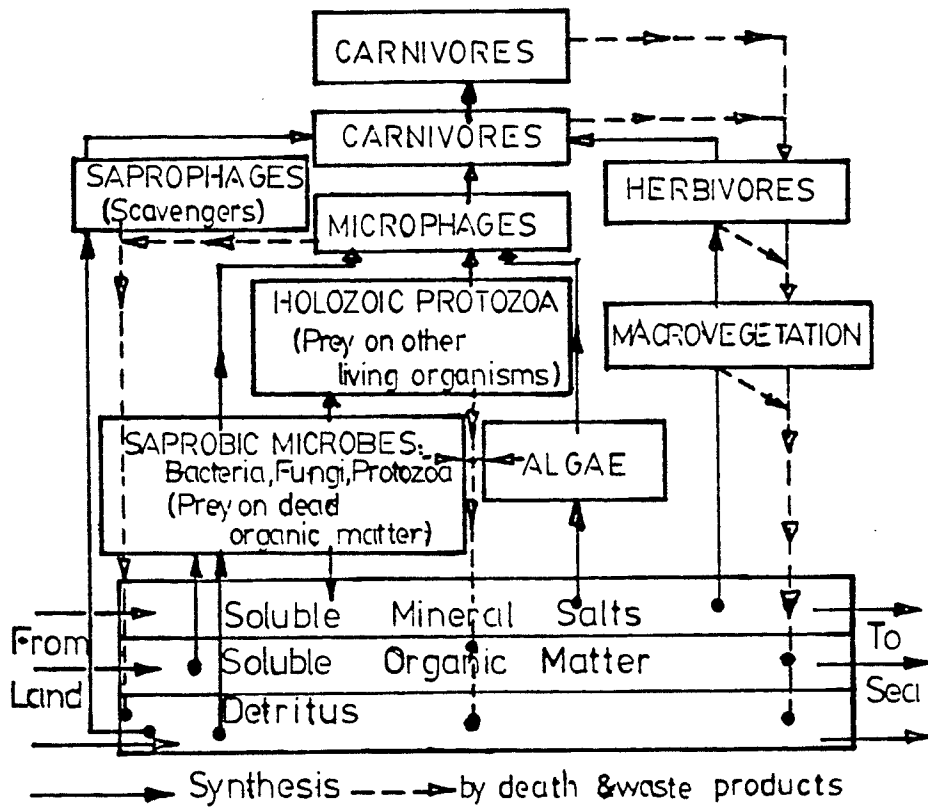 CARNIVORES
CARNIVORES
SAPROPHAGES
(Scavengers)
HERBIVORES
MICROPHAGES
HOLOZOIC PROTOZOA
(Prey on other
living organisms)
MACROVEGETATION
SAPROBIC MICROBES:
Bacteria, Fungi, Protozoa
(Prey on dead
organic matter)
ALGAE
Soluble Mineral Salts
From
Land
Soluble Organic Matter
To
Sea
Detritus
Synthesis
by death & waste products